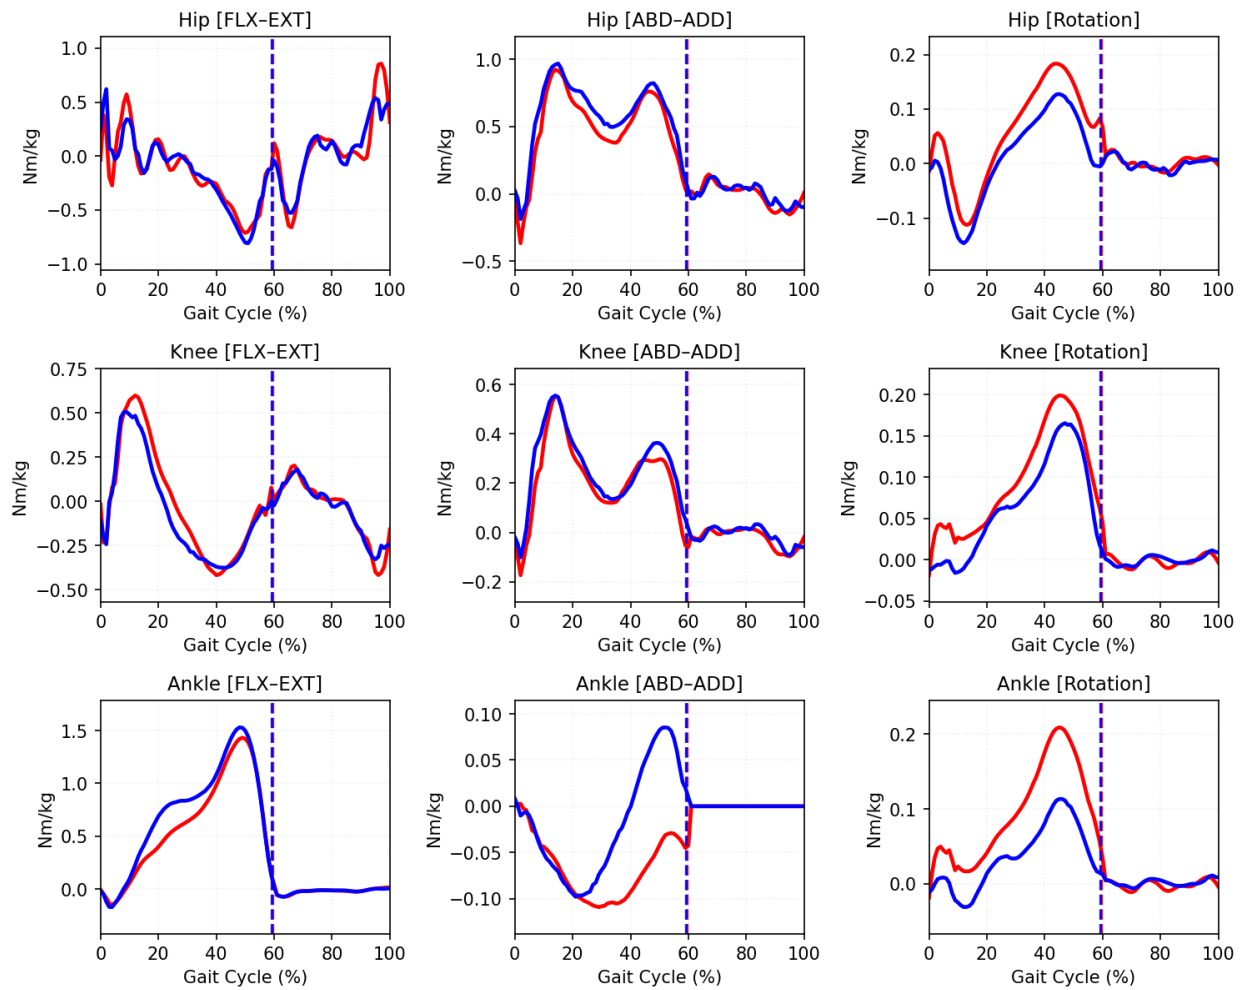 Hip [FLX–EXT]
Nm/kg
1.0
0.5
0.0
−0.5
−1.0
0 20 40 60 80 100
Gait Cycle (%)
Hip [ABD–ADD]
Nm/kg
1.0
0.5
0.0
−0.5
0 20 40 60 80 100
Gait Cycle (%)
Hip [Rotation]
Nm/kg
0.2
0.1
0.0
−0.1
0 20 40 60 80 100
Gait Cycle (%)
Knee [FLX–EXT]
Nm/kg
0.75
0.50
0.25
0.00
−0.25
−0.50
0 20 40 60 80 100
Gait Cycle (%)
Knee [ABD–ADD]
Nm/kg
0.6
0.4
0.2
0.0
−0.2
0 20 40 60 80 100
Gait Cycle (%)
Knee [Rotation]
Nm/kg
0.20
0.15
0.10
0.05
0.00
−0.05
0 20 40 60 80 100
Gait Cycle (%)
Ankle [FLX–EXT]
Nm/kg
1.5
1.0
0.5
0.0
0 20 40 60 80 100
Gait Cycle (%)
Ankle [ABD–ADD]
Nm/kg
0.10
0.05
0.00
−0.05
−0.10
0 20 40 60 80 100
Gait Cycle (%)
Ankle [Rotation]
Nm/kg
0.2
0.1
0.0
0 20 40 60 80 100
Gait Cycle (%)